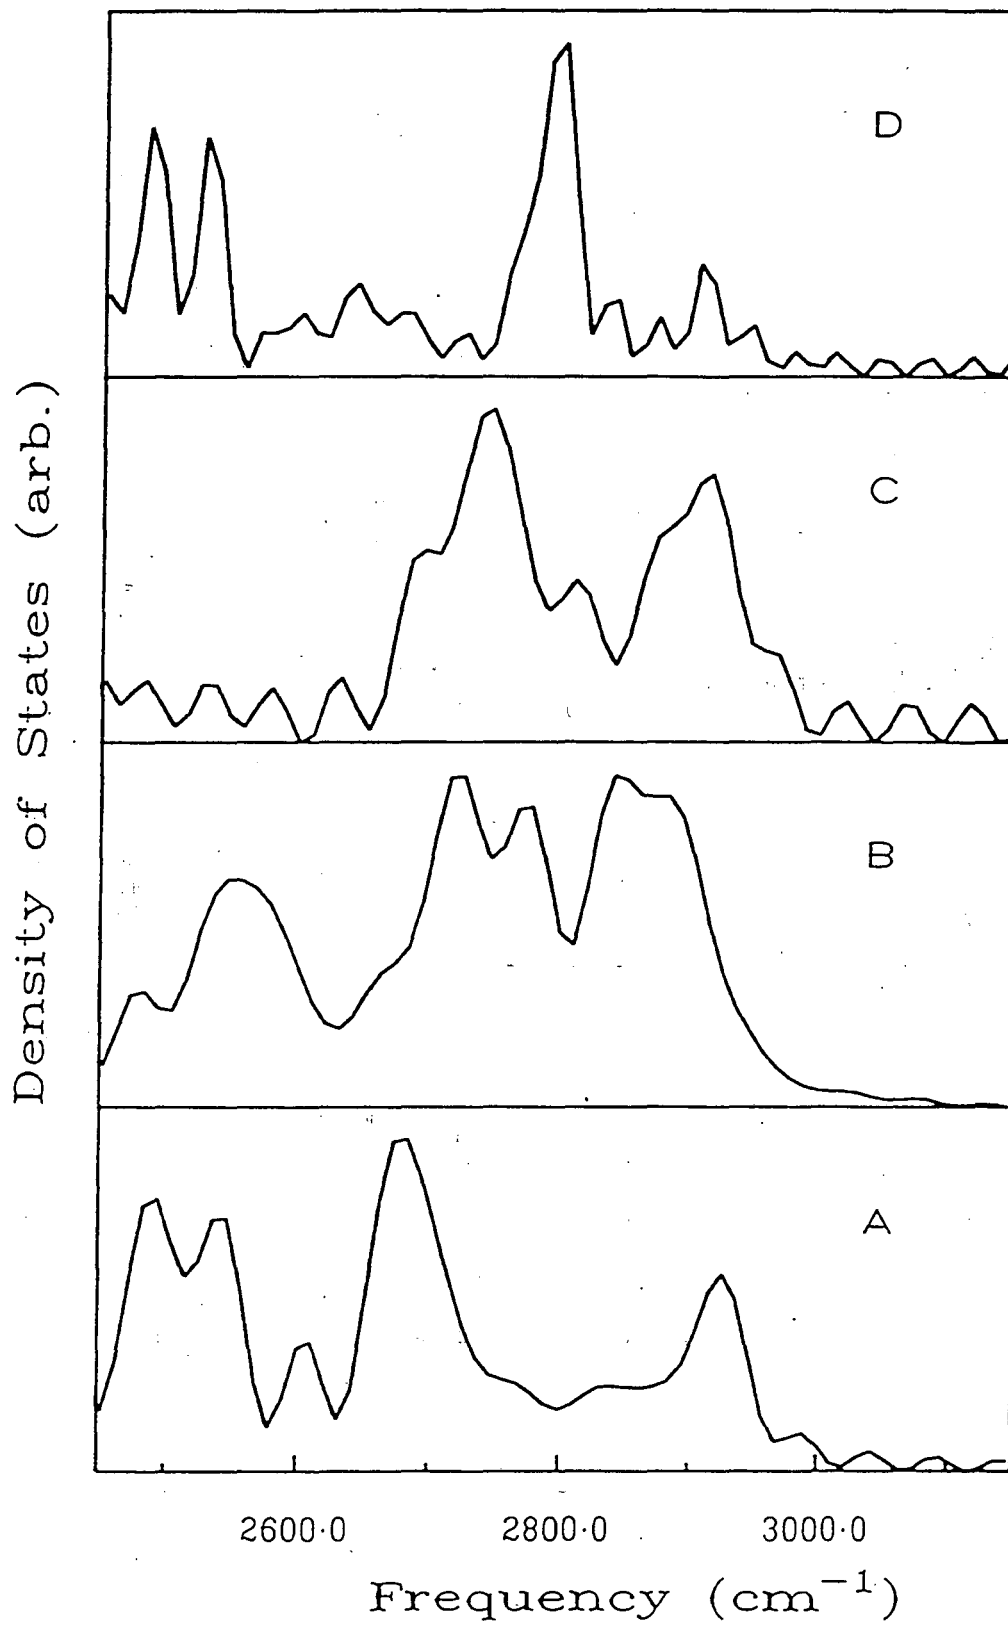 D
C
B
A
Density of States (arb.)
2600·0 2800·0 3000·0
Frequency (cm⁻¹)